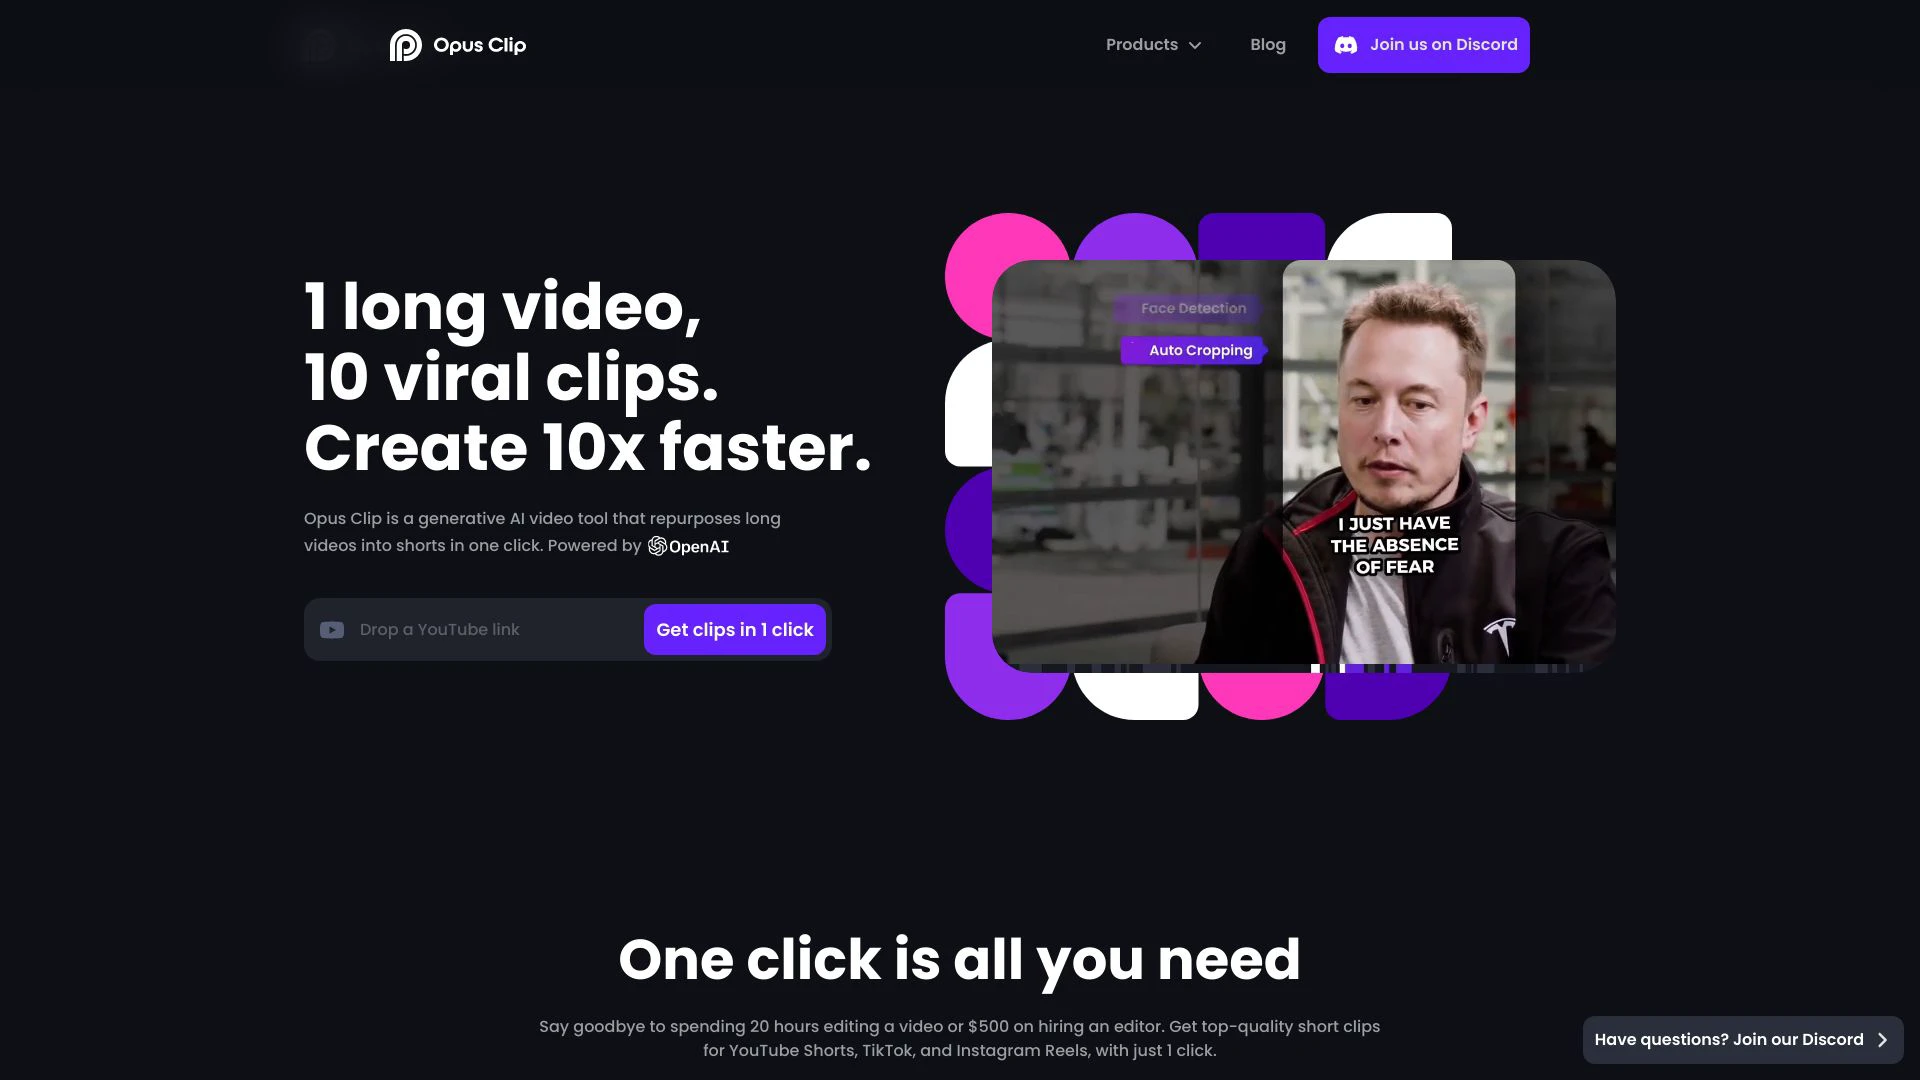 Opus Clip
Products
Blog
Join us on Discord
1 long video,
10 viral clips.
Create 10x faster.
Opus Clip is a generative AI video tool that repurposes long
videos into shorts in one click. Powered by OpenAI
Drop a YouTube link
Get clips in 1 click
Face Detection
Auto Cropping
I JUST HAVE
THE ABSENCE
OF FEAR
One click is all you need
Say goodbye to spending 20 hours editing a video or $500 on hiring an editor. Get top-quality short clips
for YouTube Shorts, TikTok, and Instagram Reels, with just 1 click.
Have questions? Join our Discord